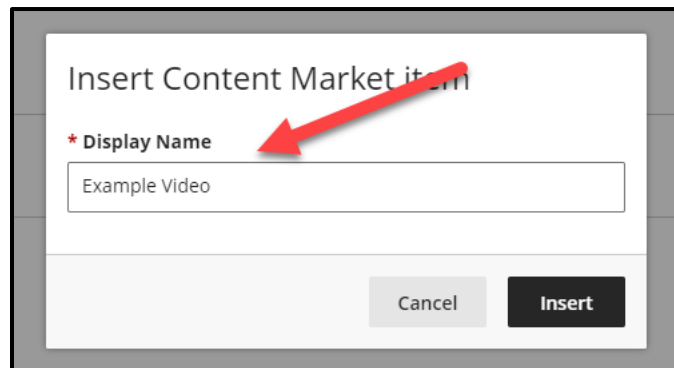 Insert Content Market item
* Display Name
Example Video
Cancel
Insert